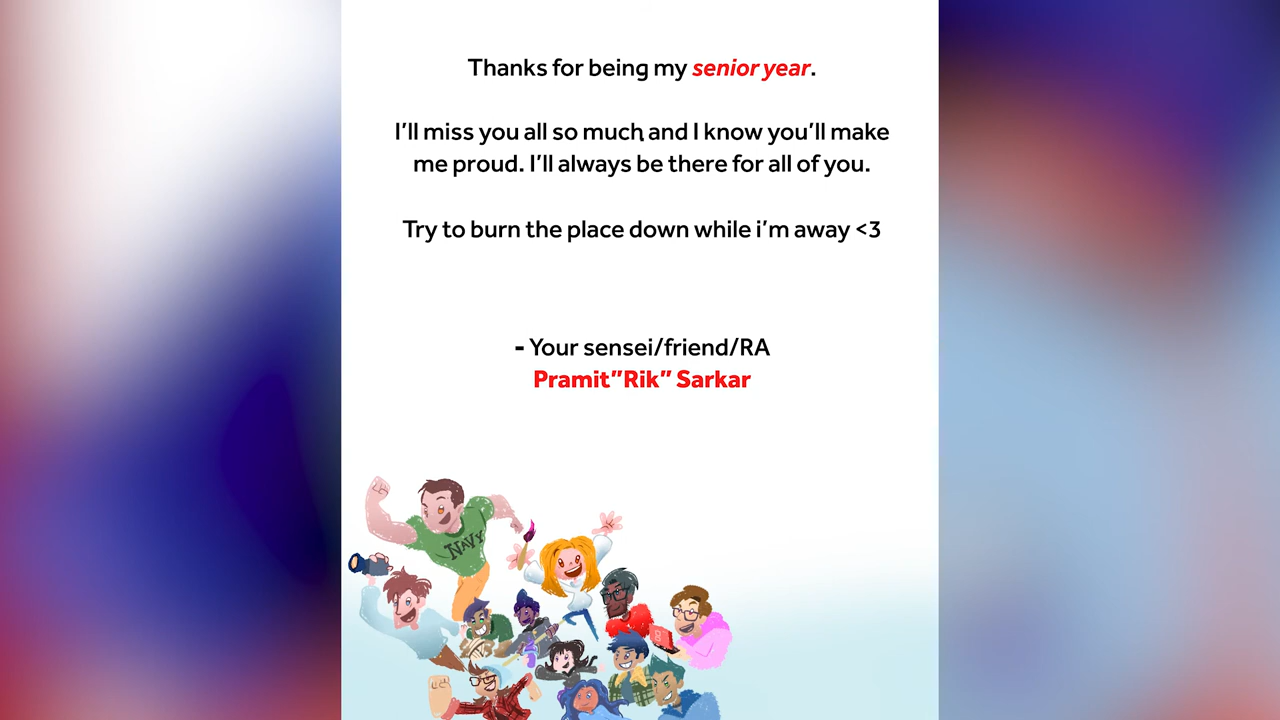 Thanks for being my senior year.
I'll miss you all so much, and I know you'll make
me proud. I'll always be there for all of you.
Try to burn the place down while i'm away <3
- Your sensei/friend/RA
Pramit"Rik" Sarkar
NAVY